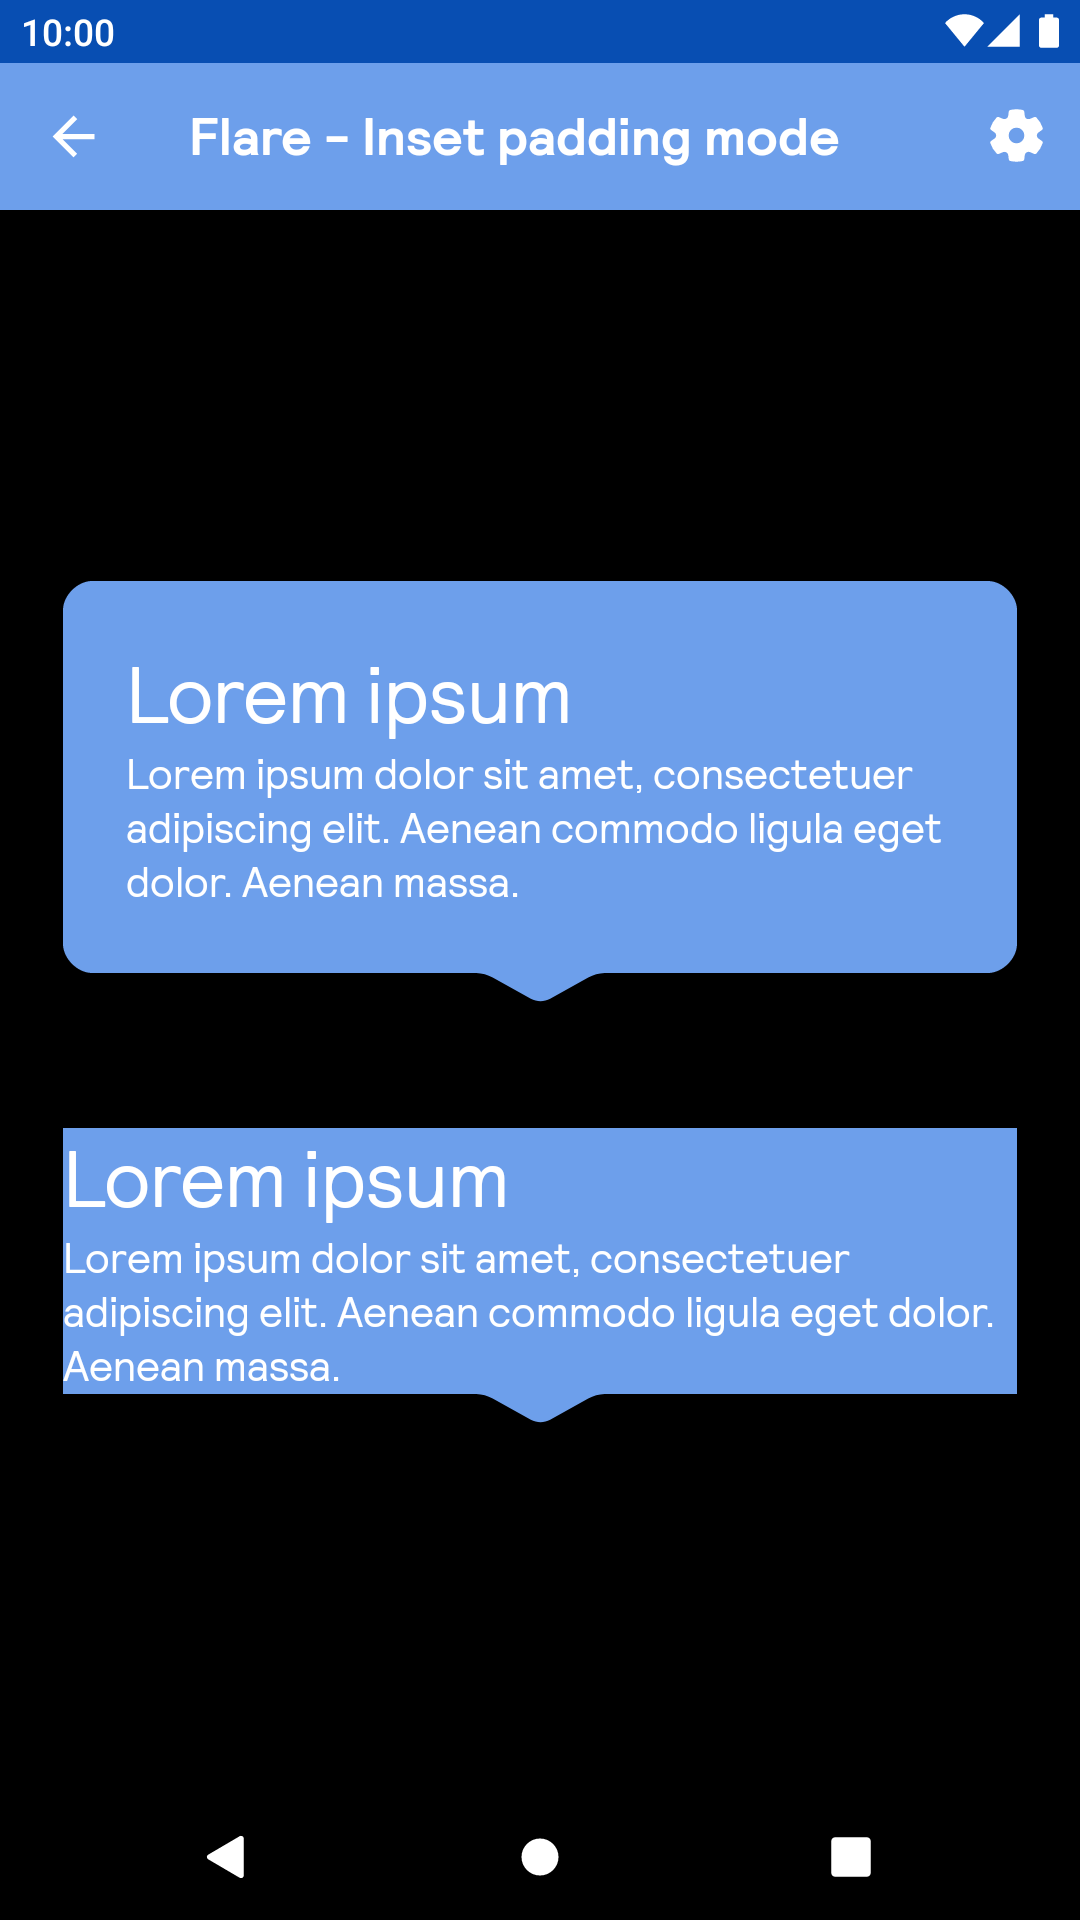 10:00
Flare - Inset padding mode
Lorem ipsum
Lorem ipsum dolor sit amet, consectetuer
adipiscing elit. Aenean commodo ligula eget
dolor. Aenean massa.
Lorem ipsum
Lorem ipsum dolor sit amet, consectetuer
adipiscing elit. Aenean commodo ligula eget dolor.
Aenean massa.